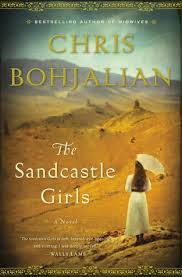 BESTSELLING AUTHOR OF MIDWIVES
CHRIS
BOHJALIAN
The
Sandcastle
Girls
A Novel
WALLY LAMB